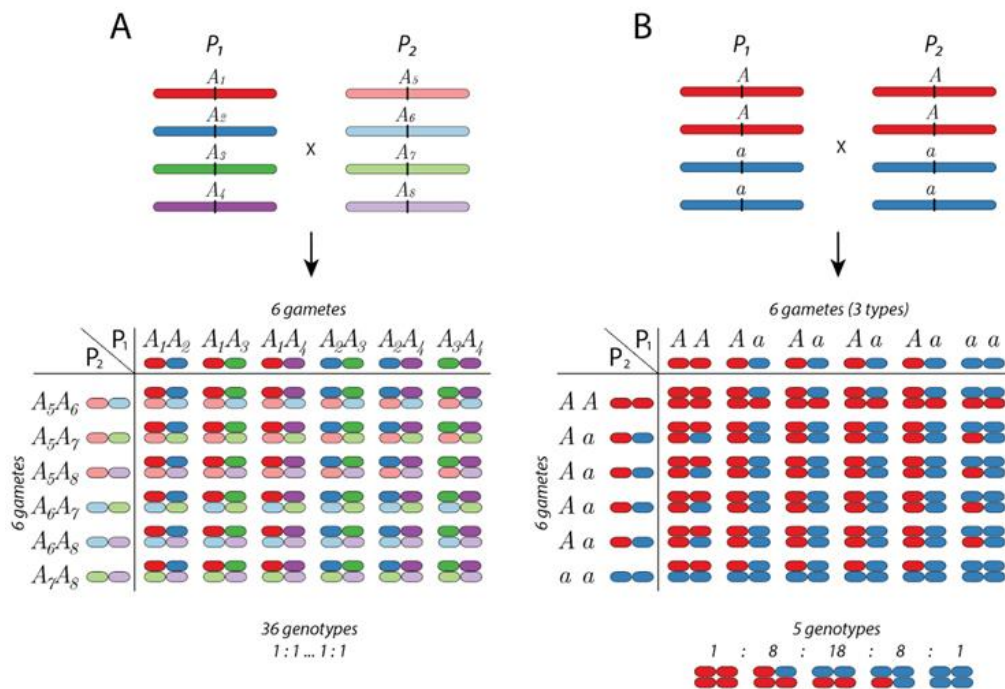 A
P1 P2
A1 A5
A2 A6
x
A3 A7
A4 A8
6 gametes
P1
P2
A1A2 A1A3 A1A4 A2A3 A2A4 A3A4
6 gametes
A5A6
A5A7
A5A8
A6A7
A6A8
A7A8
36 genotypes
1 : 1 ... 1 : 1
B
P1 P2
A A
A A
x
a a
a a
6 gametes (3 types)
P1
P2
A A A a A a A a A a a a
6 gametes
A A
A a
A a
A a
A a
a a
5 genotypes
1 : 8 : 18 : 8 : 1